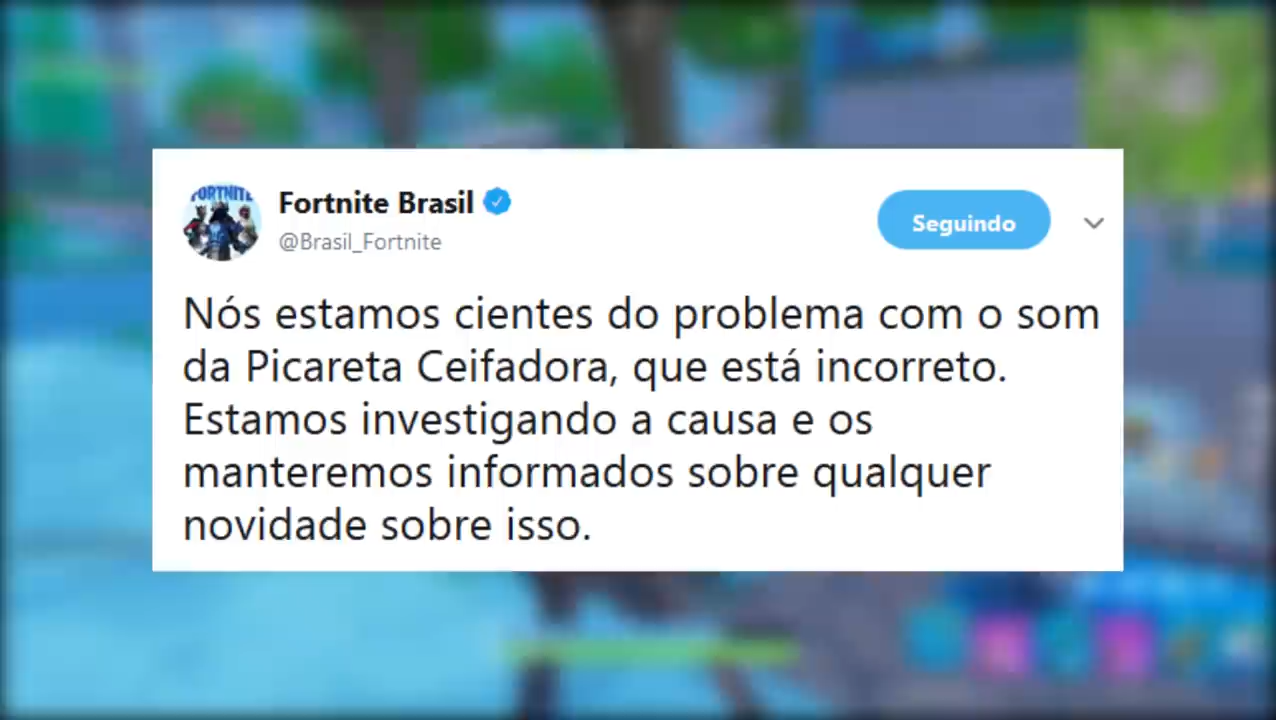 FORTNITE
Fortnite Brasil
@Brasil_Fortnite
Seguindo
Nós estamos cientes do problema com o som
da Picareta Ceifadora, que está incorreto.
Estamos investigando a causa e os
manteremos informados sobre qualquer
novidade sobre isso.